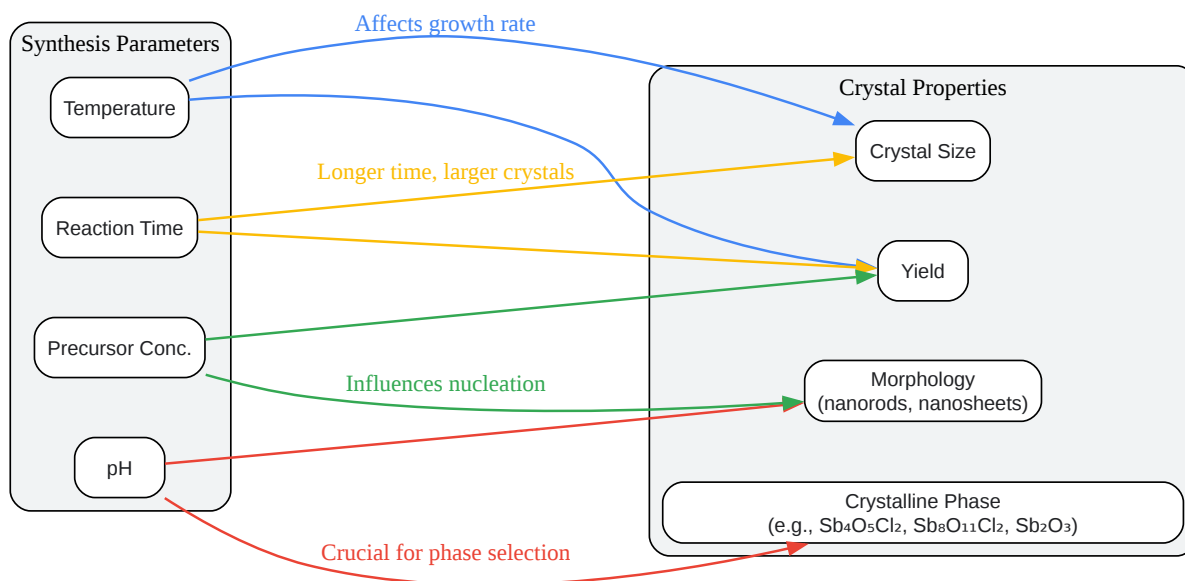 Affects growth rate
Synthesis Parameters
Temperature
Crystal Properties
Crystal Size
Longer time, larger crystals
Reaction Time
Yield
Precursor Conc.
Influences nucleation
Morphology
(nanorods, nanosheets)
pH
Crystalline Phase
(e.g., Sb₄O₅Cl₂, Sb₈O₁₁Cl₂, Sb₂O₃)
Crucial for phase selection